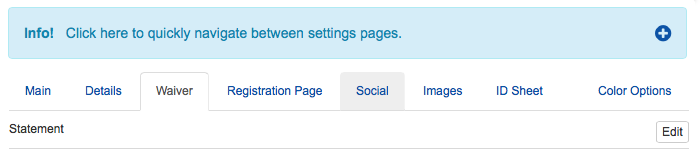 Info! Click here to quickly navigate between settings pages.
Main Details Waiver Registration Page Social Images ID Sheet Color Options
Statement Edit